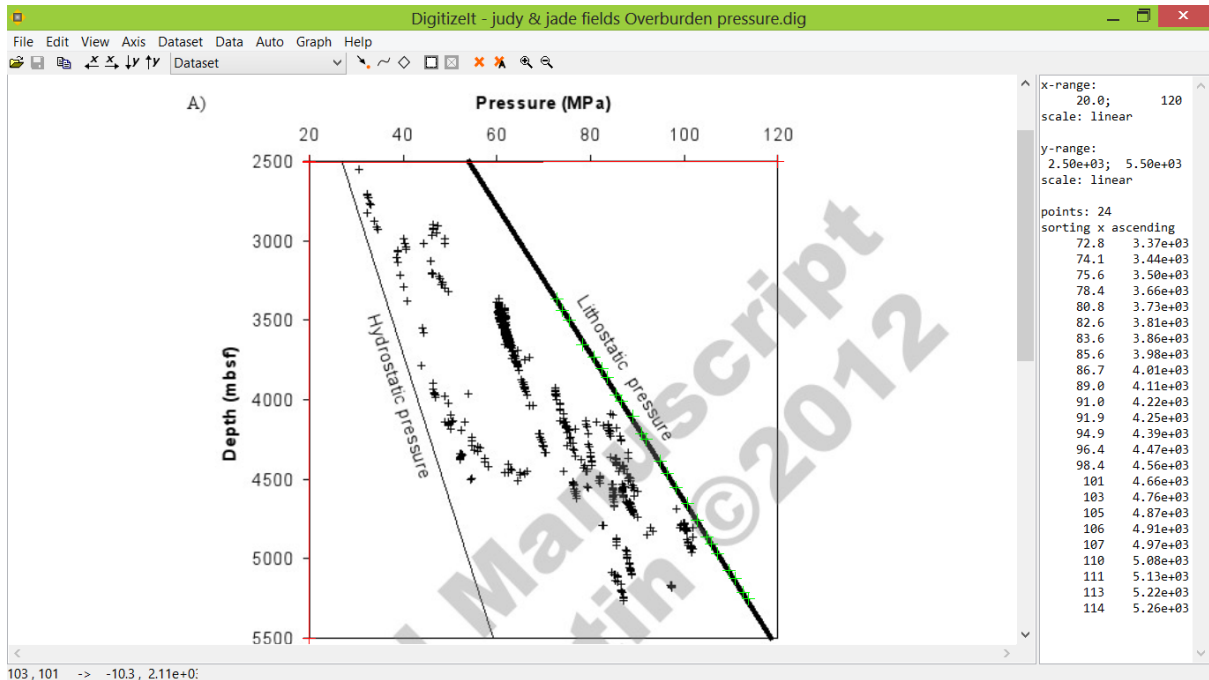 DigitizeIt - judy & jade fields Overburden pressure.dig
File Edit View Axis Dataset Data Auto Graph Help
x x y y Dataset
A)
Pressure (MPa)
20 40 60 80 100 120
2500
3000
3500
4000
4500
5000
5500
Depth (mbsf)
Hydrostatic pressure
Lithostatic pressure
Manuscript
tin © 2012
x-range:
20.0; 120
scale: linear
y-range:
2.50e+03; 5.50e+03
scale: linear
points: 24
sorting x ascending
72.8 3.37e+03
74.1 3.44e+03
75.6 3.50e+03
78.4 3.66e+03
80.8 3.73e+03
82.6 3.81e+03
83.6 3.86e+03
85.6 3.98e+03
86.7 4.01e+03
89.0 4.11e+03
91.0 4.22e+03
91.9 4.25e+03
94.9 4.39e+03
96.4 4.47e+03
98.4 4.56e+03
101 4.66e+03
103 4.76e+03
105 4.87e+03
106 4.91e+03
107 4.97e+03
110 5.08e+03
111 5.13e+03
113 5.22e+03
114 5.26e+03
103 , 101 -> -10.3 , 2.11e+0